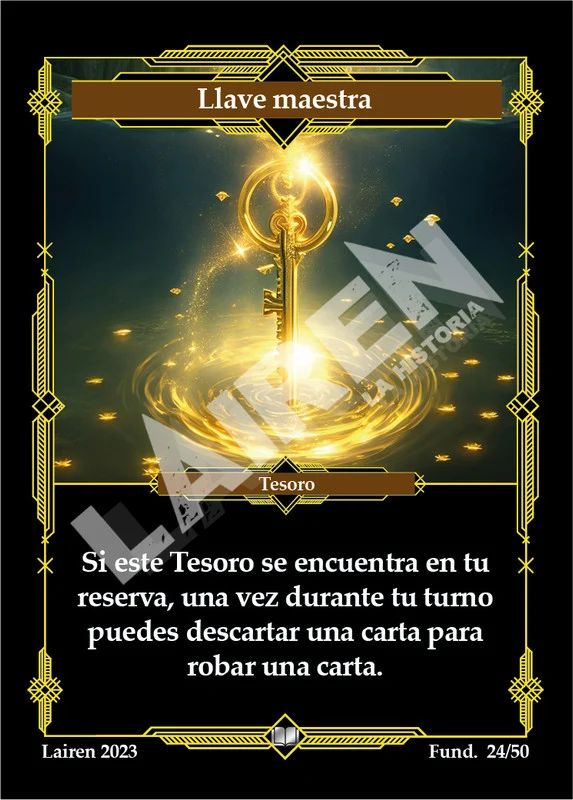 Llave maestra
LAIREN
LA HISTORIA
Tesoro
Si este Tesoro se encuentra en tu
reserva, una vez durante tu turno
puedes descartar una carta para
robar una carta.
Lairen 2023
Fund. 24/50